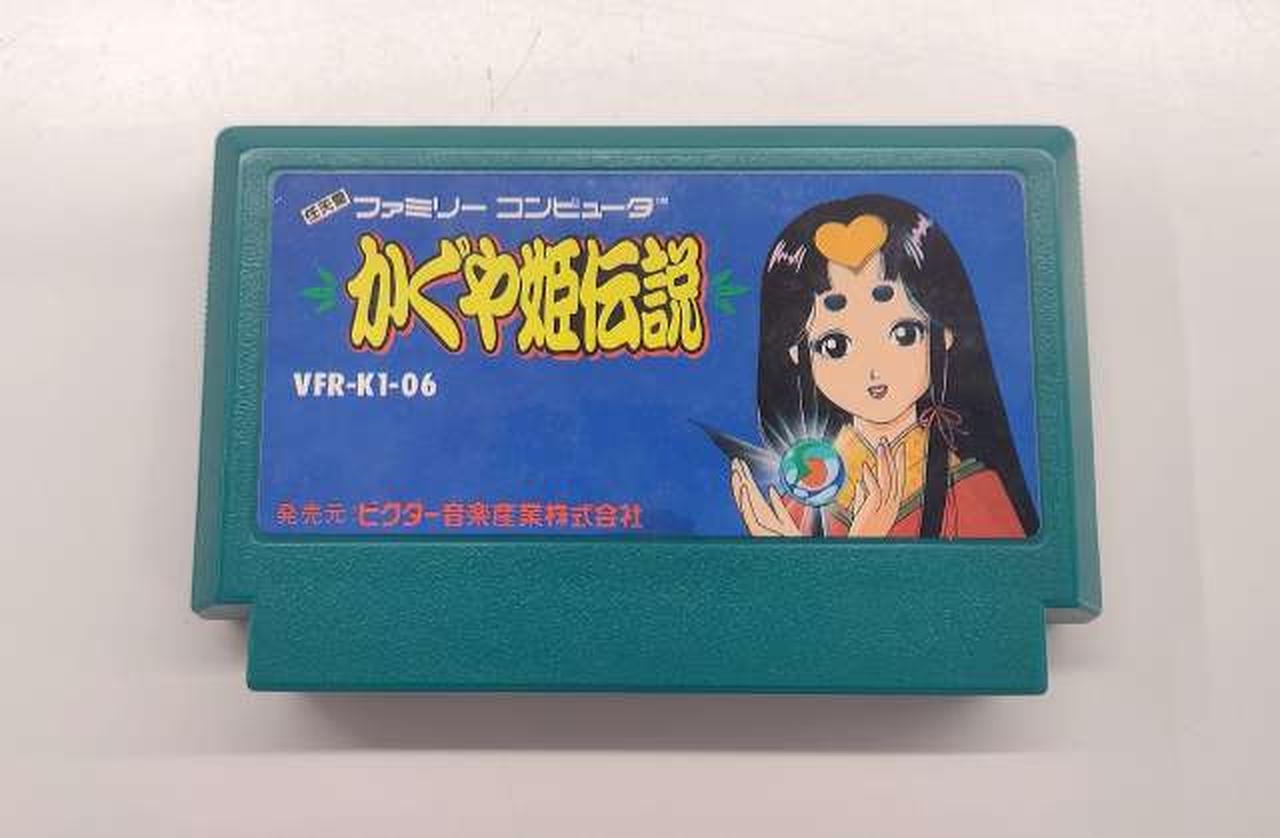 任天堂 ファミリー コンピュータ™
かぐや姫伝説
VFR-K1-06
発売元:ビクター音楽産業株式会社